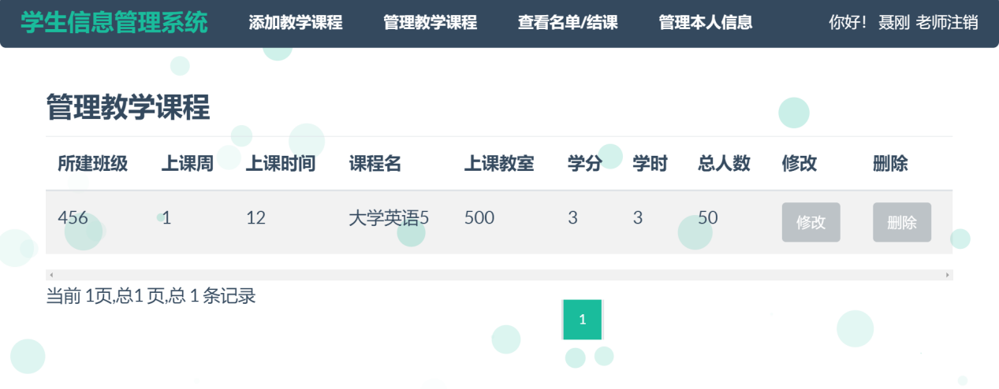 学生信息管理系统 添加教学课程 管理教学课程 查看名单/结课 管理本人信息 你好！聂刚 老师注销
管理教学课程
所建班级 上课周 上课时间 课程名 上课教室 学分 学时 总人数 修改 删除
456 1 12 大学英语5 500 3 3 50 修改 删除
当前 1页,总1 页,总 1 条记录
1